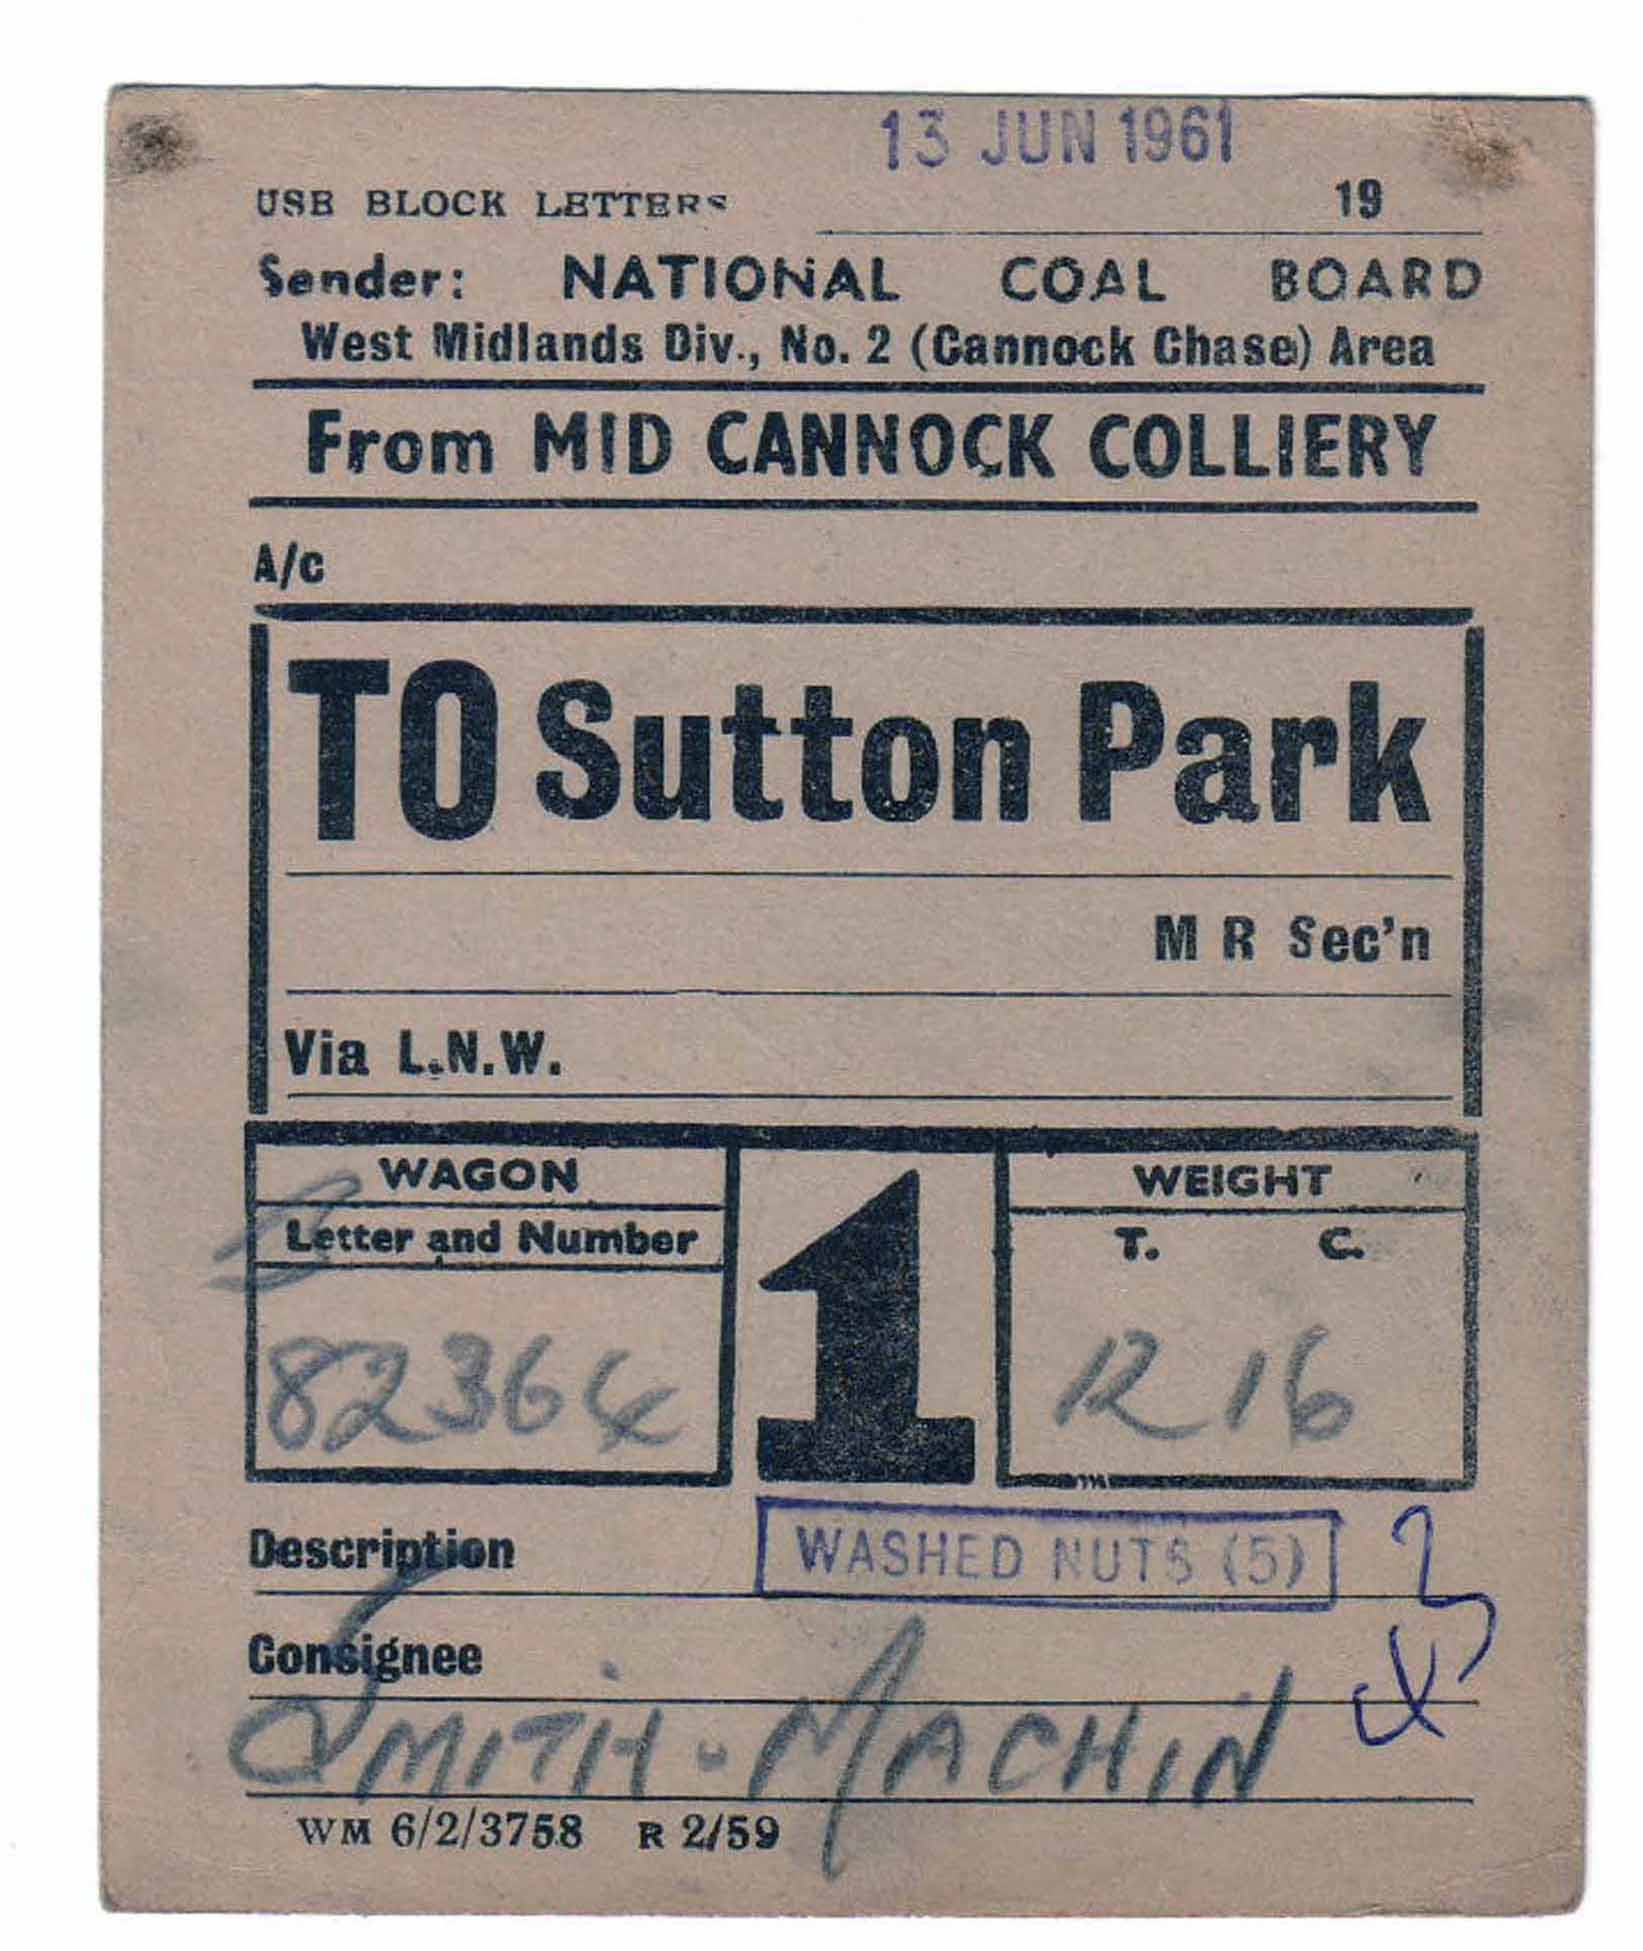 13 JUN 1961
USE BLOCK LETTERS 19
Sender: NATIONAL COAL BOARD
West Midlands Div., No. 2 (Cannock Chase) Area
From MID CANNOCK COLLIERY
A/c
TO Sutton Park
M R Sec'n
Via L.N.W.
WAGON
Letter and Number
82364
1
WEIGHT
T. C.
12 16
Description WASHED NUTS (5)
Consignee
SMITH - MACHIN
WM 6/2/3758 R 2/59